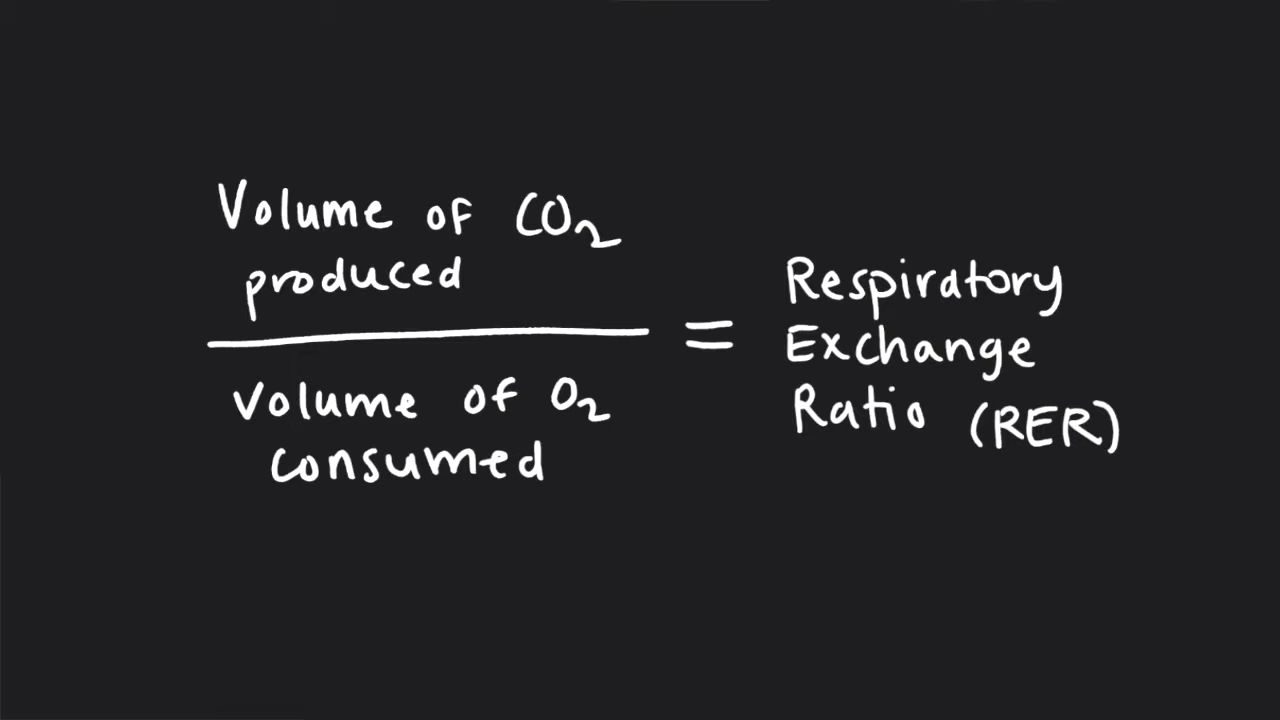 Volume of CO₂
produced
Volume of O₂
consumed
=
Respiratory
Exchange
Ratio (RER)